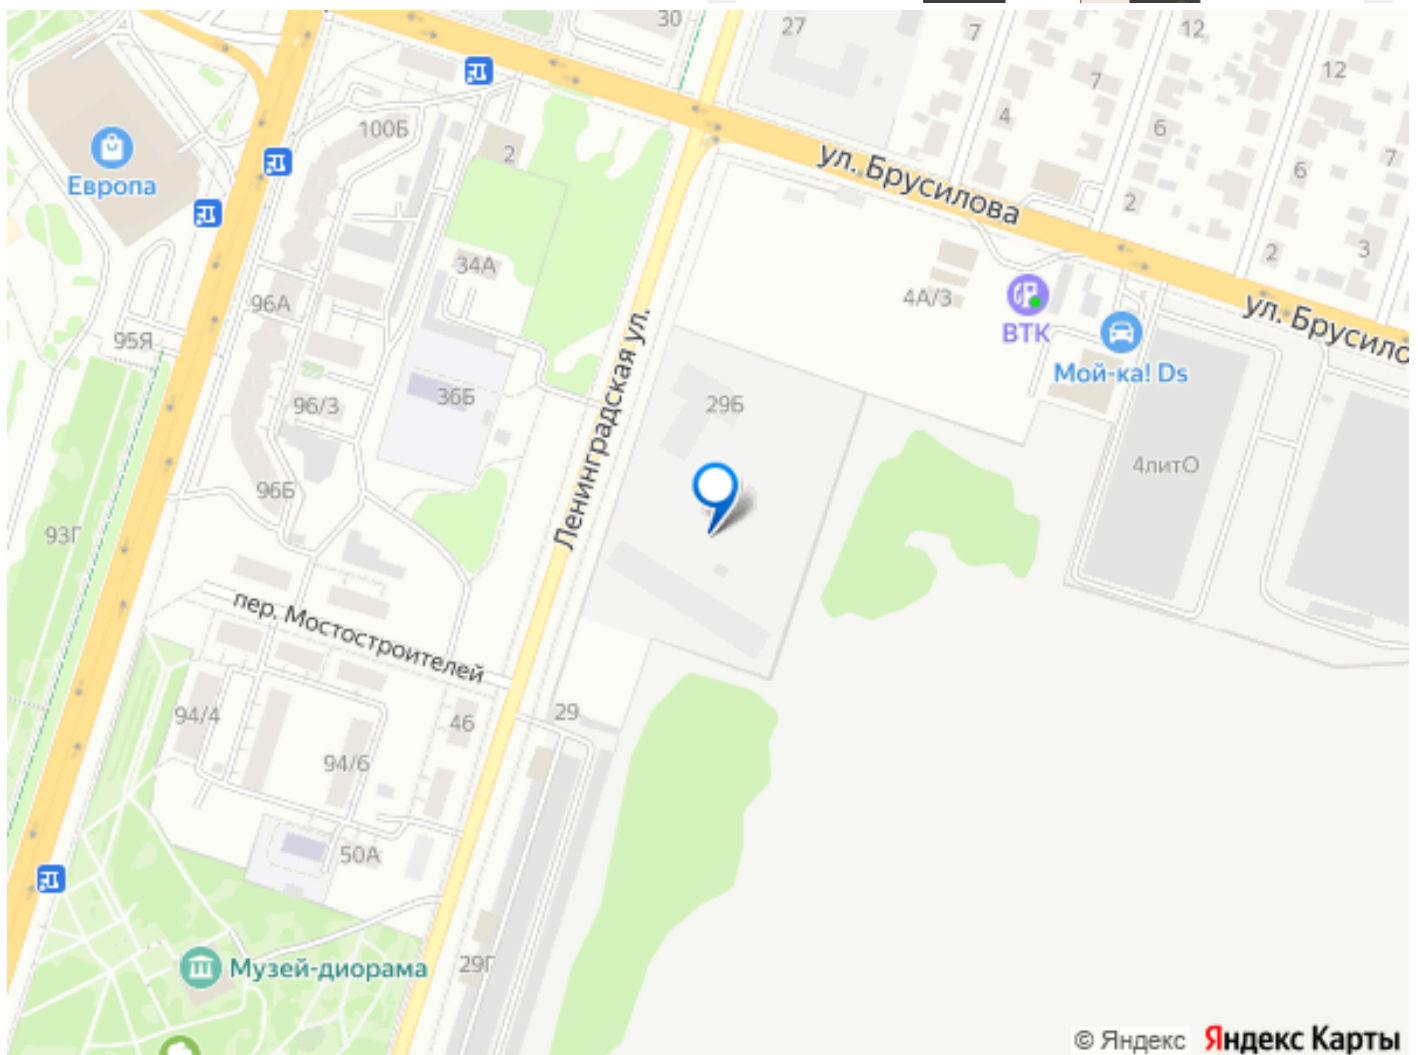 30
27
7
12
12
7
4
6
7
100Б
2
ул. Брусилова
Европа
6
2
2
3
34А
4А/3
96А
ВТК
ул. Брусило
95Я
Мой-ка! Ds
Ленинградская ул.
36Б
96/3
29Б
4литО
96Б
93Г
пер. Мостостроителей
94/4
46
29
94/6
50А
Музей-диорама
29Г
© Яндекс Яндекс Карты